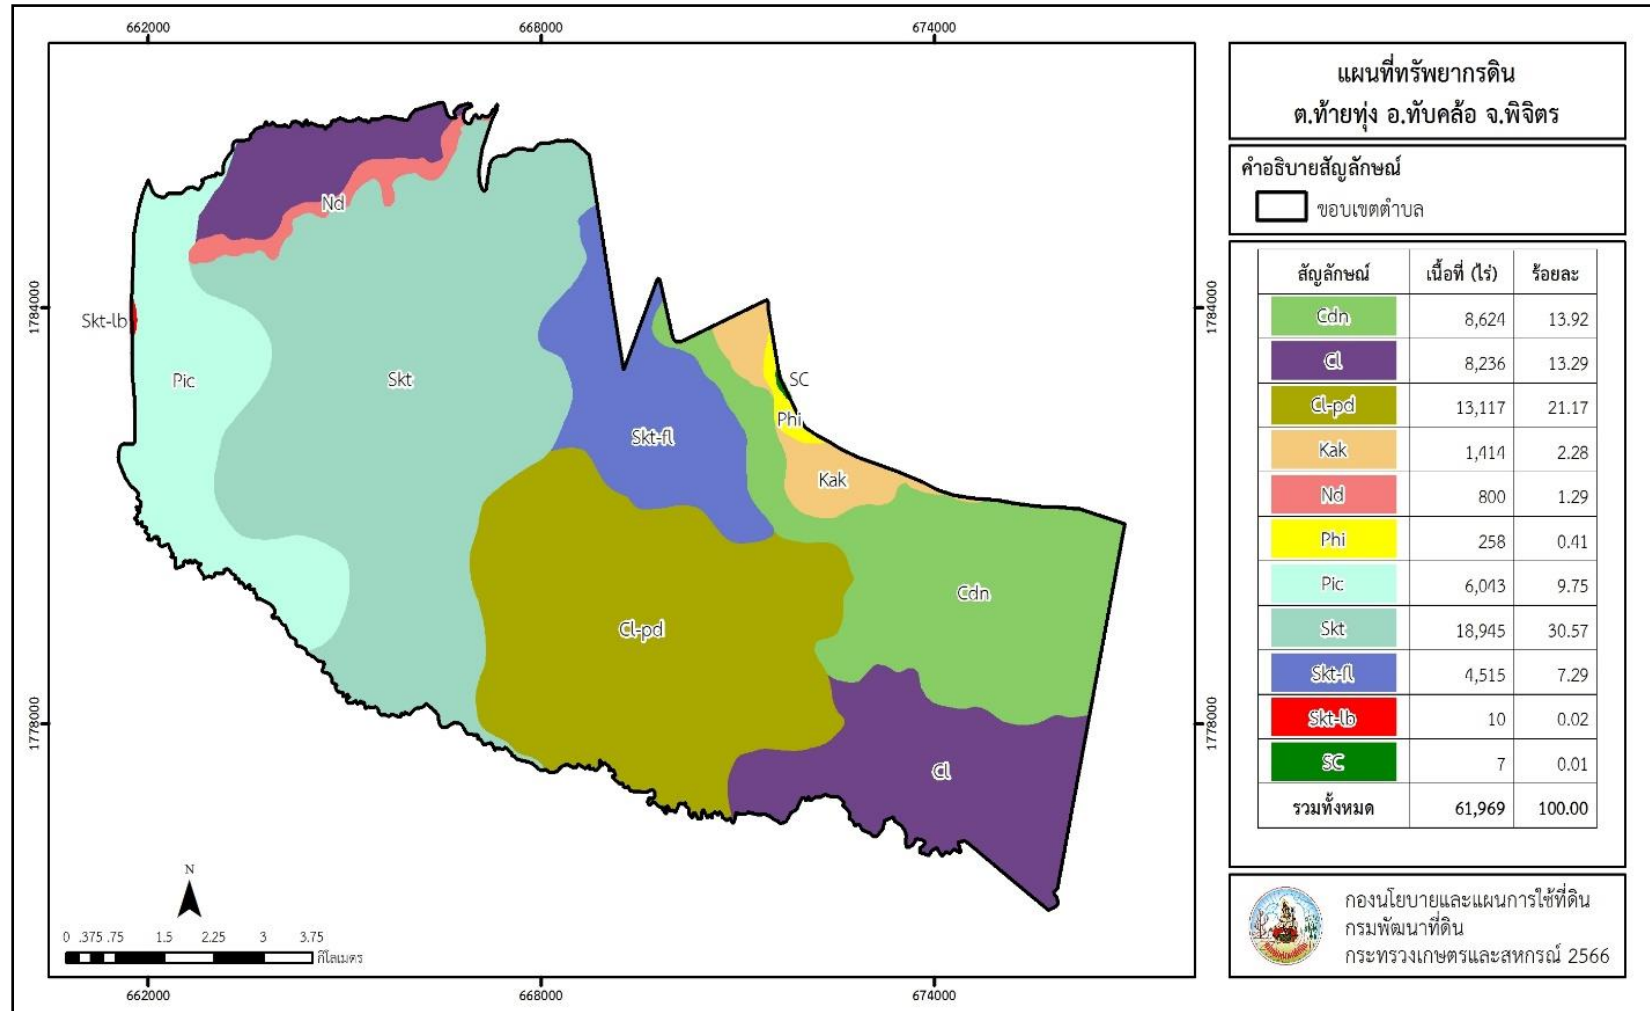 662000
668000
674000
1784000
1784000
1778000
1778000
662000
668000
674000
Nd
Skt-lb
Pic
Skt
SC
Phi
Skt-fl
Kak
Cdn
Cl-pd
Cl
N
0 .375 .75 1.5 2.25 3 3.75
กิโลเมตร
แผนที่ทรัพยากรดิน
ต.ท้ายทุ่ง อ.ทับคล้อ จ.พิจิตร
คำอธิบายสัญลักษณ์
ขอบเขตตำบล
สัญลักษณ์ เนื้อที่ (ไร่) ร้อยละ
Cdn 8,624 13.92
Cl 8,236 13.29
Cl-pd 13,117 21.17
Kak 1,414 2.28
Nd 800 1.29
Phi 258 0.41
Pic 6,043 9.75
Skt 18,945 30.57
Skt-fl 4,515 7.29
Skt-lb 10 0.02
SC 7 0.01
รวมทั้งหมด 61,969 100.00
กองนโยบายและแผนการใช้ที่ดิน
กรมพัฒนาที่ดิน
กระทรวงเกษตรและสหกรณ์ 2566